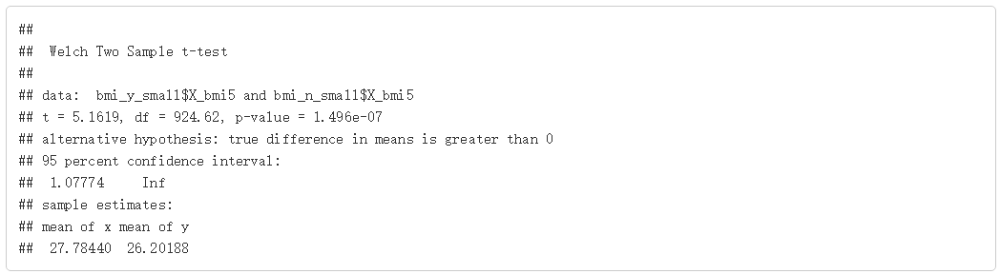 ##
##  Welch Two Sample t-test
##
## data:  bmi_y_small$X_bmi5 and bmi_n_small$X_bmi5
## t = 5.1619, df = 924.62, p-value = 1.496e-07
## alternative hypothesis: true difference in means is greater than 0
## 95 percent confidence interval:
##  1.07774     Inf
## sample estimates:
## mean of x mean of y
##  27.78440  26.20188